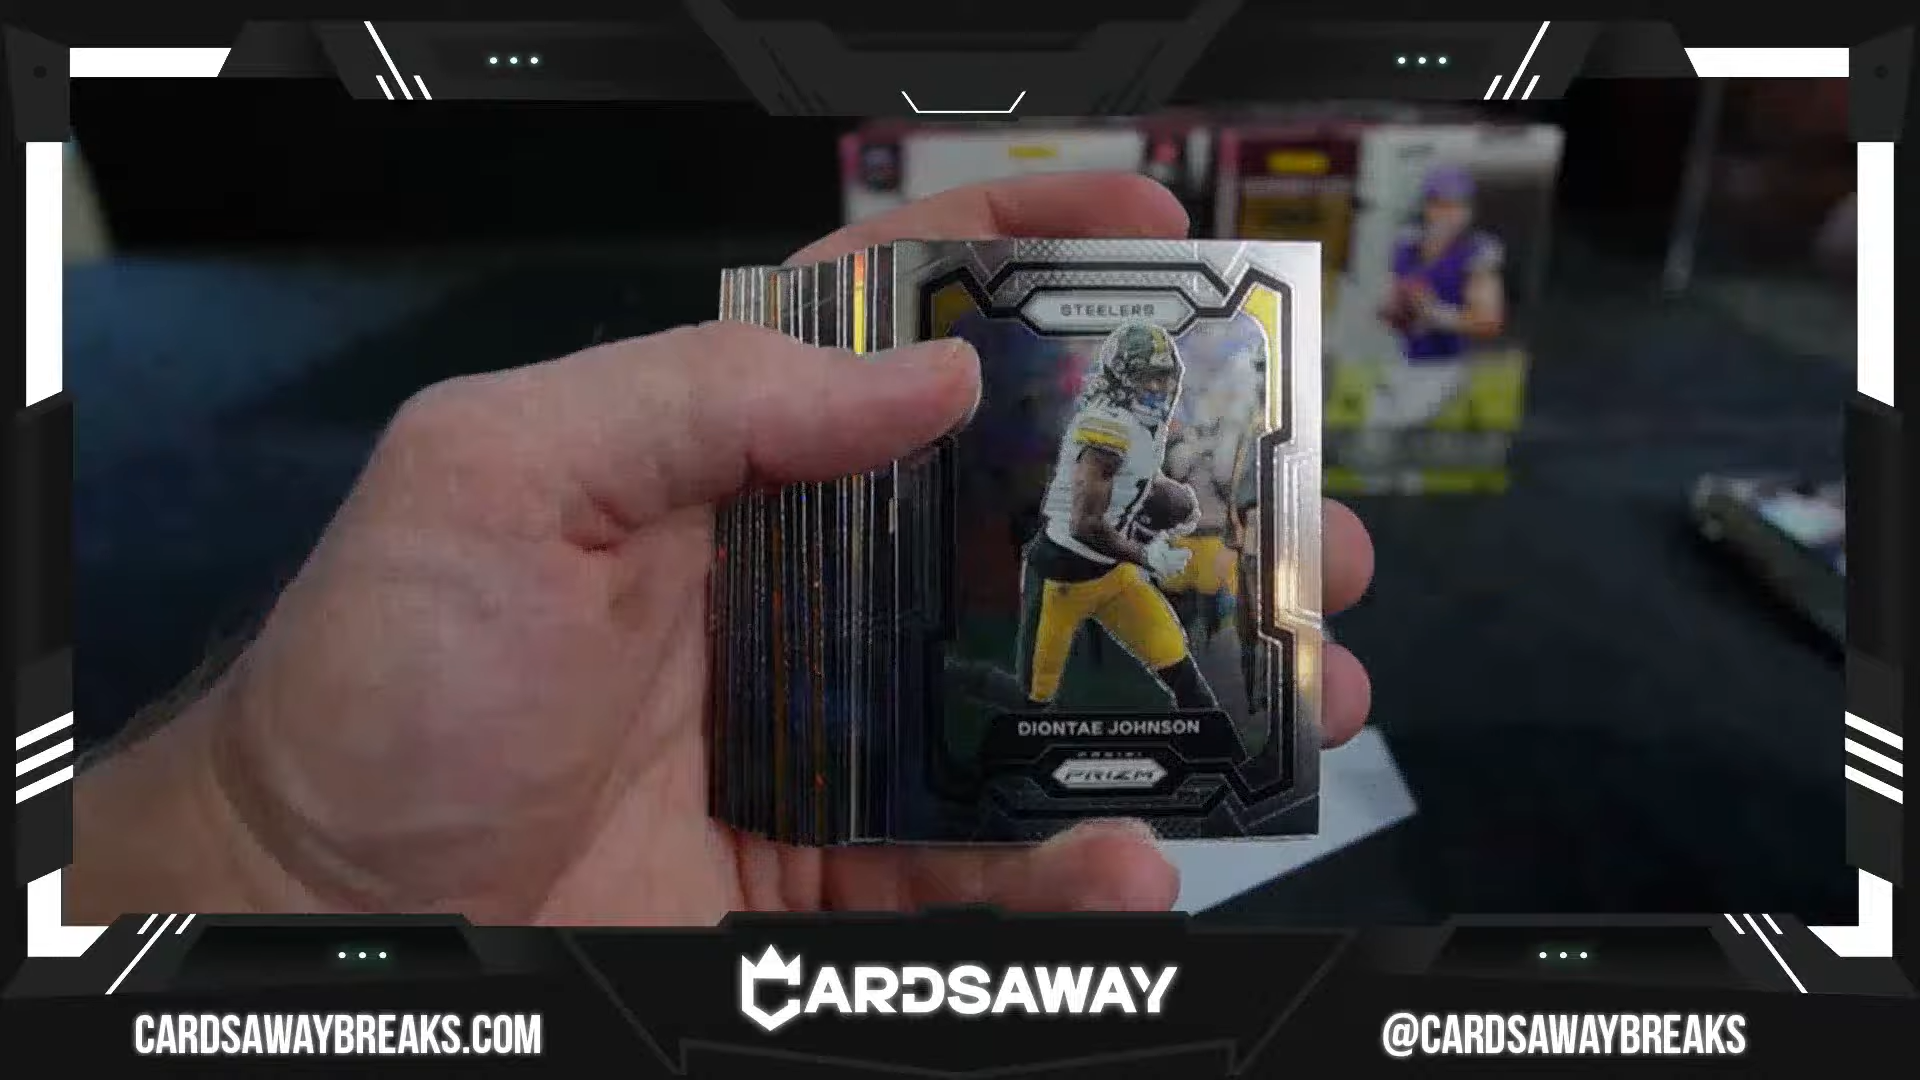 STEELERS
DIONTAE JOHNSON
PANINI
PRIZM
CARDSAWAY
CARDSAWAYBREAKS.COM
@CARDSAWAYBREAKS